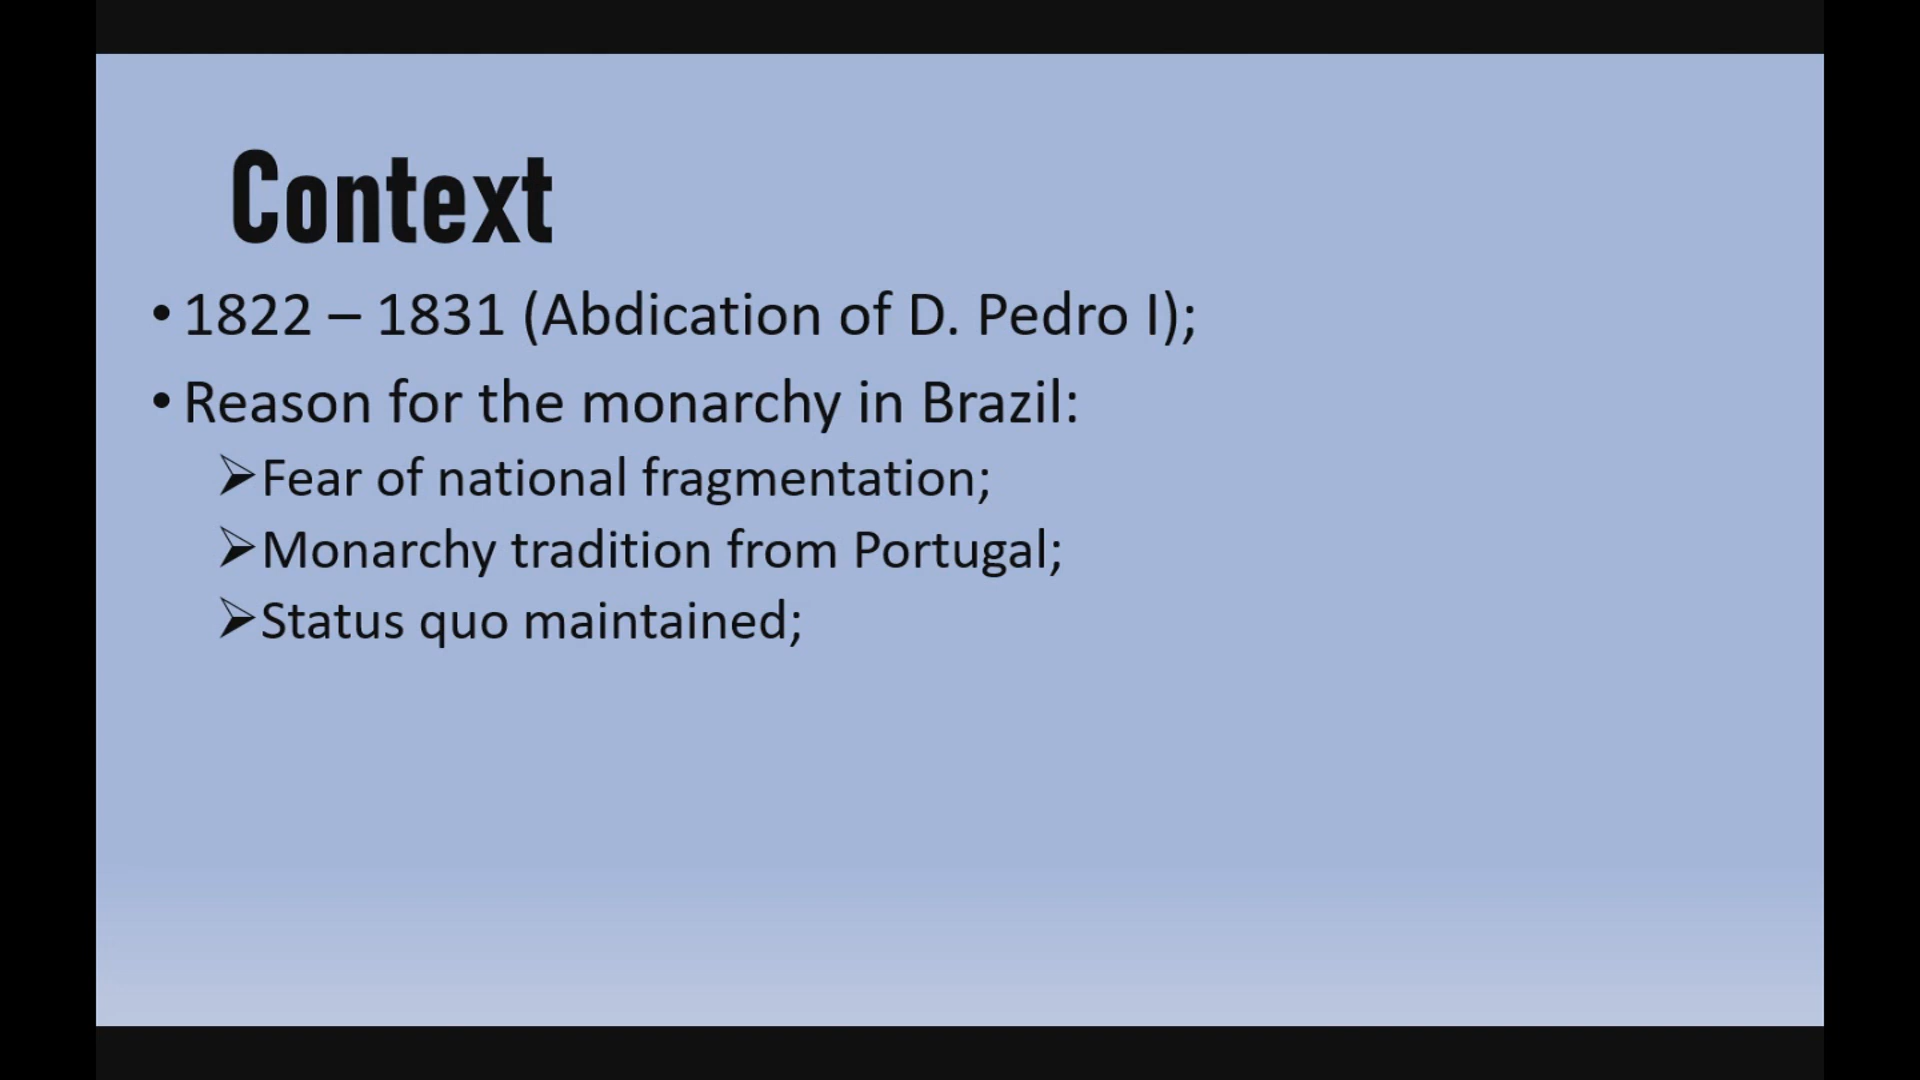 Context
• 1822 – 1831 (Abdication of D. Pedro I);
• Reason for the monarchy in Brazil:
➢Fear of national fragmentation;
➢Monarchy tradition from Portugal;
➢Status quo maintained;